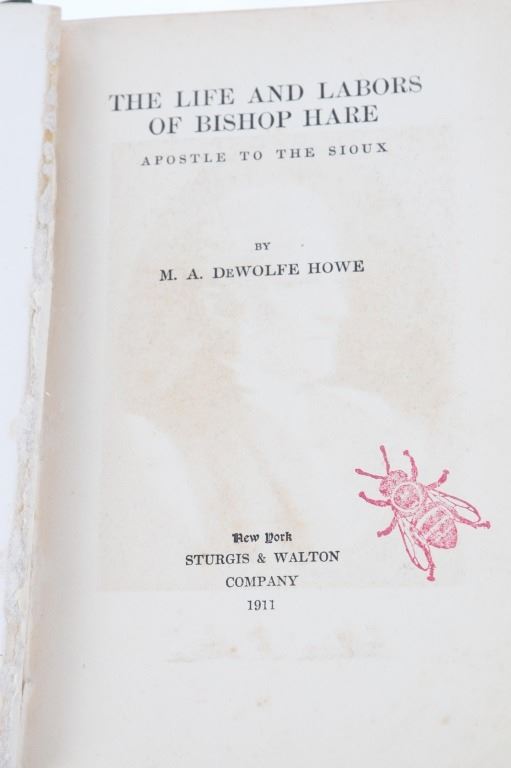 THE LIFE AND LABORS
OF BISHOP HARE
APOSTLE TO THE SIOUX
BY
M. A. DEWOLFE HOWE
New York
STURGIS & WALTON
COMPANY
1911